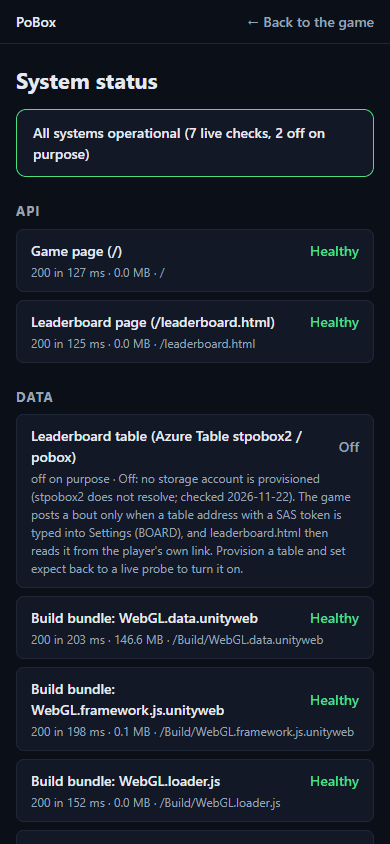 PoBox
← Back to the game
System status
All systems operational (7 live checks, 2 off on
purpose)
API
Game page (/)
Healthy
200 in 127 ms · 0.0 MB · /
Leaderboard page (/leaderboard.html)
Healthy
200 in 125 ms · 0.0 MB · /leaderboard.html
DATA
Leaderboard table (Azure Table stpobox2 /
pobox)
Off
off on purpose · Off: no storage account is provisioned
(stpobox2 does not resolve; checked 2026-11-22). The game
posts a bout only when a table address with a SAS token is
typed into Settings (BOARD), and leaderboard.html then
reads it from the player's own link. Provision a table and set
expect back to a live probe to turn it on.
Build bundle: WebGL.data.unityweb
Healthy
200 in 203 ms · 146.6 MB · /Build/WebGL.data.unityweb
Build bundle:
WebGL.framework.js.unityweb
Healthy
200 in 198 ms · 0.1 MB · /Build/WebGL.framework.js.unityweb
Build bundle: WebGL.loader.js
Healthy
200 in 152 ms · 0.0 MB · /Build/WebGL.loader.js